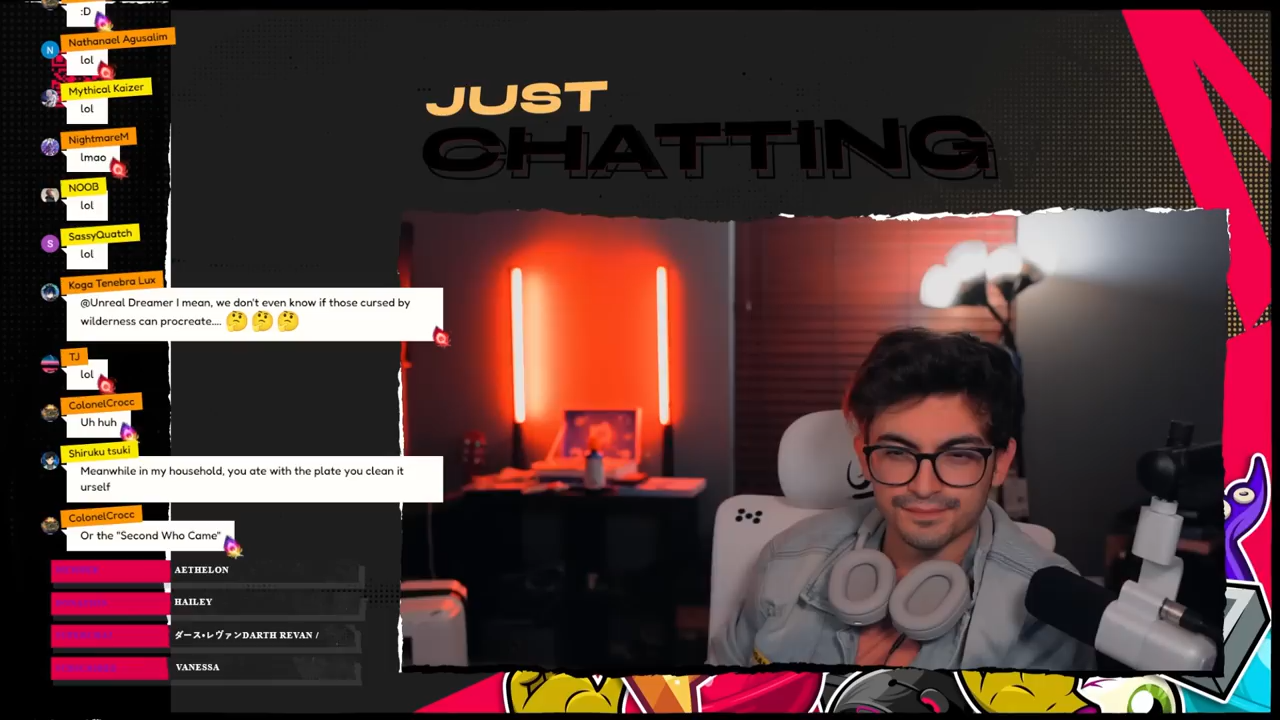 :D
Nathanael Agusalim
lol
Mythical Kaizer
lol
NightmareM
lmao
NOOB
lol
SassyQuatch
lol
Koga Tenebra Lux
@Unreal Dreamer I mean, we don't even know if those cursed by
wilderness can procreate.... 🤔 🤔 🤔
TJ
lol
ColonelCrocc
Uh huh
Shiruku tsuki
Meanwhile in my household, you ate with the plate you clean it
urself
ColonelCrocc
Or the "Second Who Came"
AETHELON
HAILEY
ダース•レヴァンDARTH REVAN /
VANESSA
JUST
CHATTING